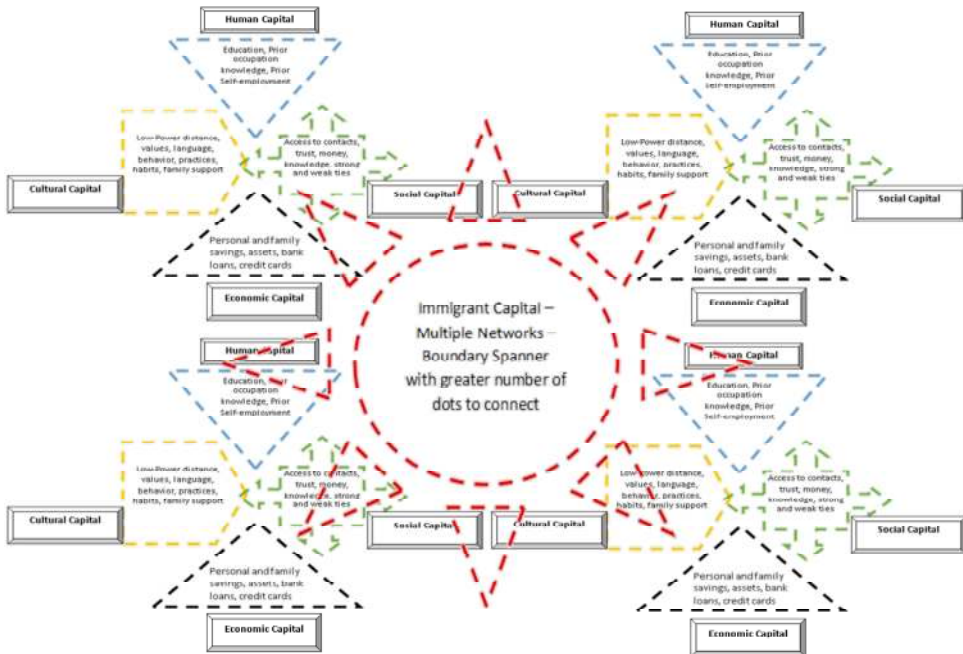 Human Capital
Education, Prior
occupation
knowledge, Prior
Self-employment
Low-Power distance,
values, language,
behavior, practices,
habits, family support
Access to contacts,
trust, money,
knowledge, strong
and weak ties
Cultural Capital
Social Capital
Personal and family
savings, assets, bank
loans, credit cards
Economic Capital
Human Capital
Education, Prior
occupation
knowledge, Prior
Self-employment
Low-Power distance,
values, language,
behavior, practices,
habits, family support
Access to contacts,
trust, money,
knowledge, strong
and weak ties
Cultural Capital
Social Capital
Personal and family
savings, assets, bank
loans, credit cards
Economic Capital
Immigrant Capital –
Multiple Networks –
Boundary Spanner
with greater number of
dots to connect
Human Capital
Education, Prior
occupation
knowledge, Prior
Self-employment
Low-Power distance,
values, language,
behavior, practices,
habits, family support
Access to contacts,
trust, money,
knowledge, strong
and weak ties
Cultural Capital
Social Capital
Personal and family
savings, assets, bank
loans, credit cards
Economic Capital
Human Capital
Education, Prior
occupation
knowledge, Prior
Self-employment
Low-Power distance,
values, language,
behavior, practices,
habits, family support
Access to contacts,
trust, money,
knowledge, strong
and weak ties
Cultural Capital
Social Capital
Personal and family
savings, assets, bank
loans, credit cards
Economic Capital